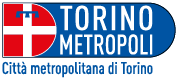 TORINO
METROPOLI
Città metropolitana di Torino